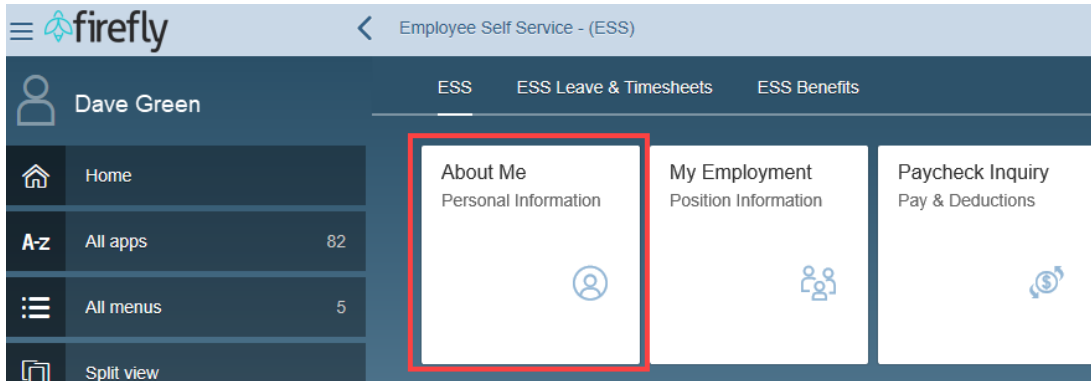 firefly
Employee Self Service - (ESS)
Dave Green
ESS ESS Leave & Timesheets ESS Benefits
Home
A-Z All apps 82
All menus 5
Split view
About Me
Personal Information
My Employment
Position Information
Paycheck Inquiry
Pay & Deductions
$